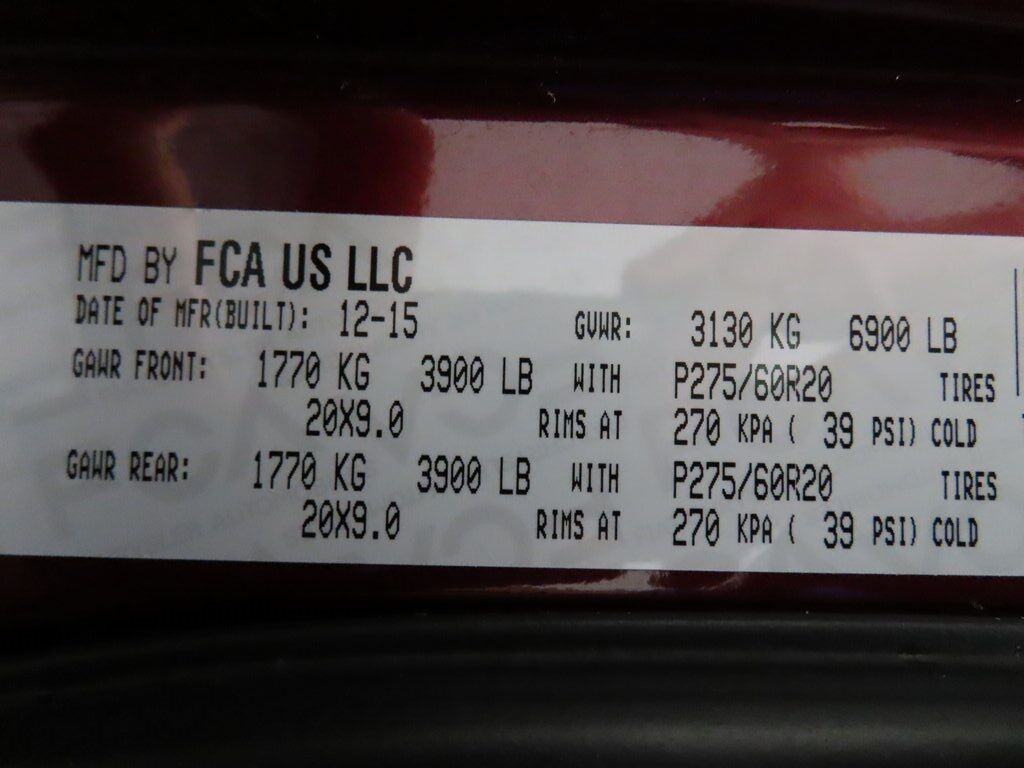 MFD BY FCA US LLC
DATE OF MFR(BUILT): 12-15 GVWR: 3130 KG 6900 LB
GAWR FRONT: 1770 KG 3900 LB WITH P275/60R20 TIRES
20X9.0 RIMS AT 270 KPA ( 39 PSI) COLD
GAWR REAR: 1770 KG 3900 LB WITH P275/60R20 TIRES
20X9.0 RIMS AT 270 KPA ( 39 PSI) COLD